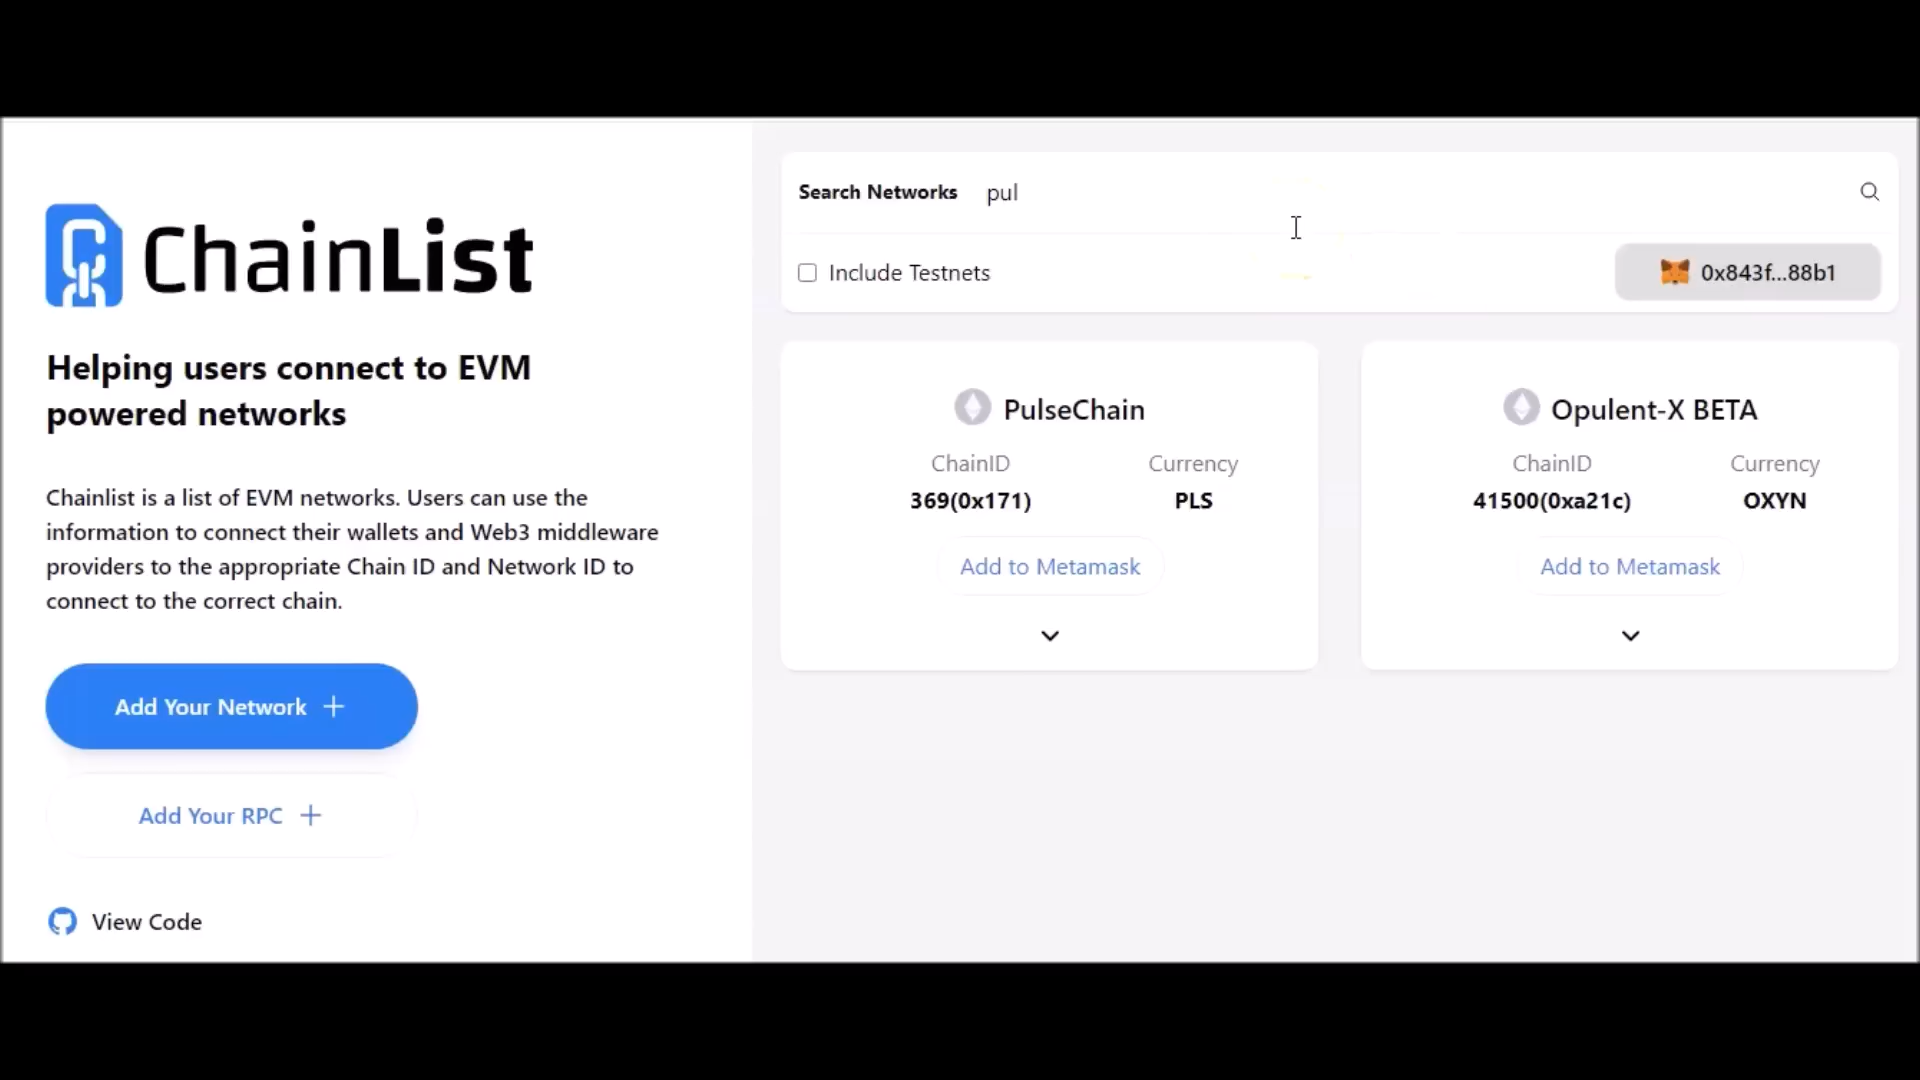 ChainList
Helping users connect to EVM
powered networks
Chainlist is a list of EVM networks. Users can use the
information to connect their wallets and Web3 middleware
providers to the appropriate Chain ID and Network ID to
connect to the correct chain.
Add Your Network +
Add Your RPC +
View Code
Search Networks pul
Include Testnets
0x843f...88b1
PulseChain
ChainID Currency
369(0x171) PLS
Add to Metamask
Opulent-X BETA
ChainID Currency
41500(0xa21c) OXYN
Add to Metamask